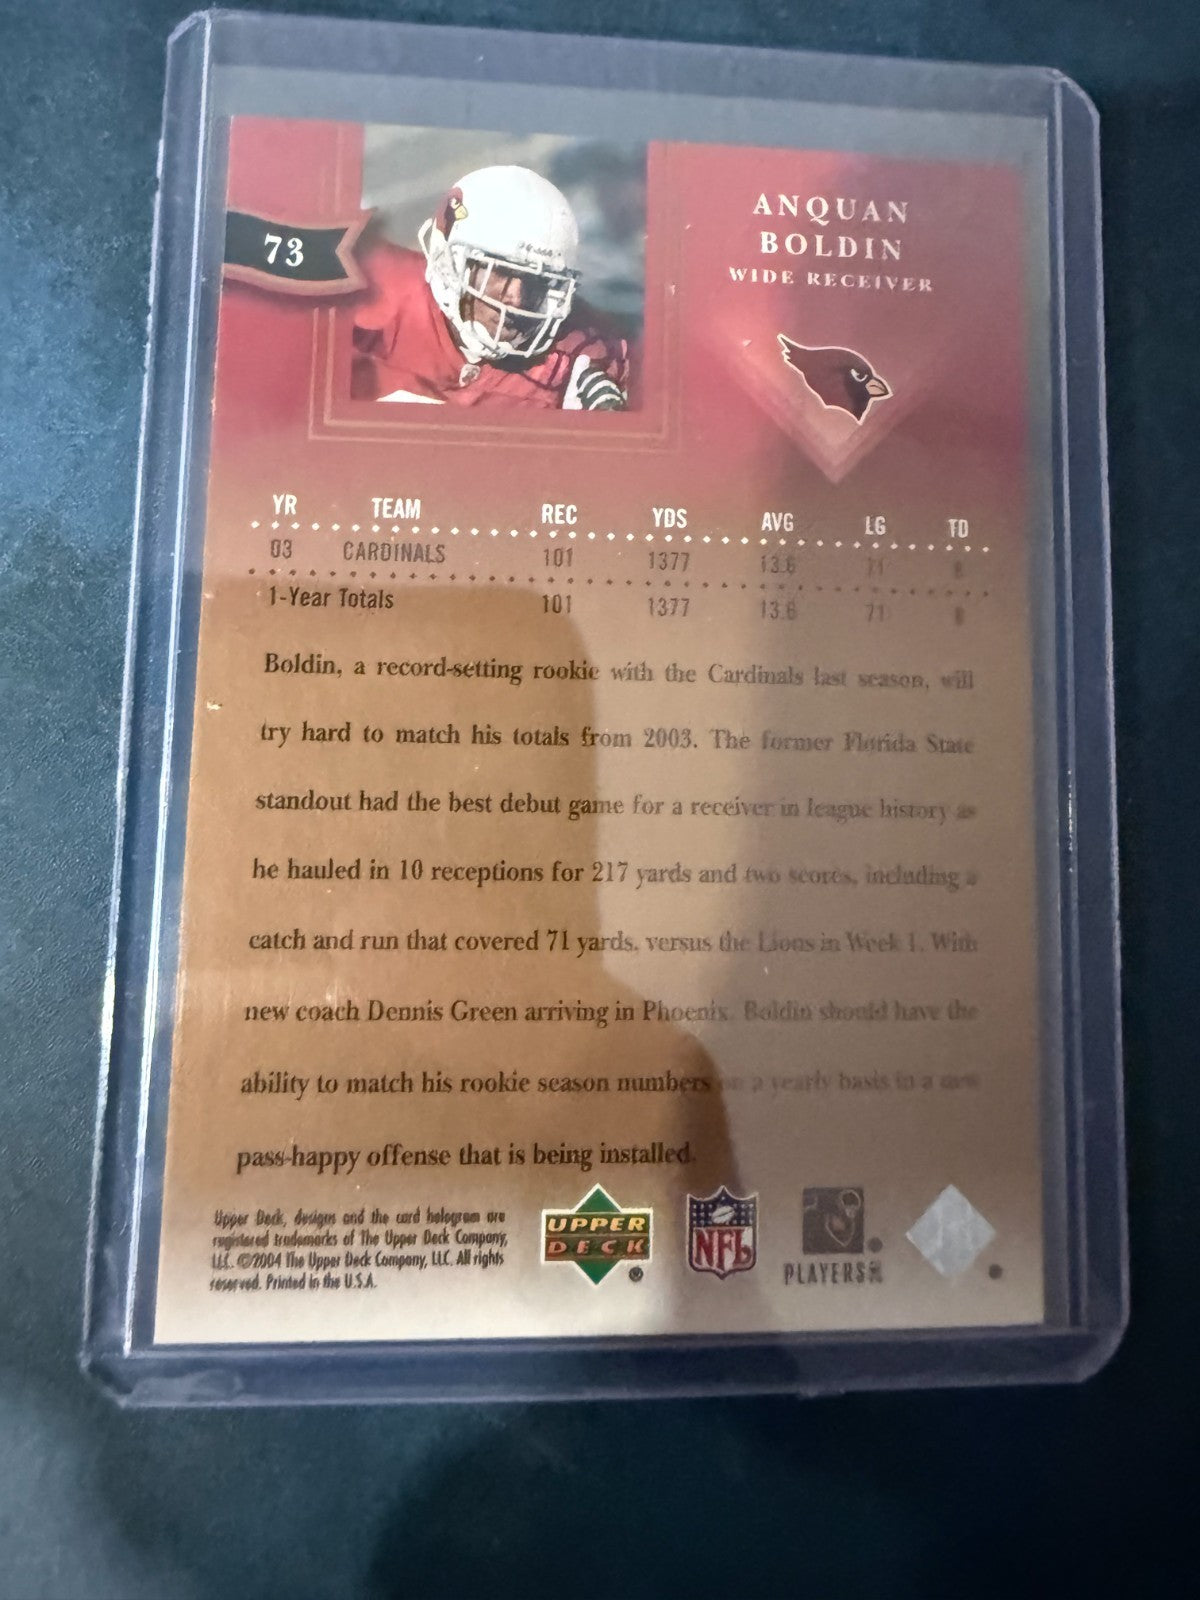 73
ANQUAN
BOLDIN
WIDE RECEIVER
YR TEAM REC YDS AVG LG TD
03 CARDINALS 101 1377 13.6 71 8
1-Year Totals 101 1377 13.6 71 8
Boldin, a record-setting rookie with the Cardinals last season, will
try hard to match his totals from 2003. The former Florida State
standout had the best debut game for a receiver in league history as
he hauled in 10 receptions for 217 yards and two scores, including a
catch and run that covered 71 yards, versus the Lions in Week 1. With
new coach Dennis Green arriving in Phoenix, Boldin should have the
ability to match his rookie season numbers on a yearly basis in a new
pass-happy offense that is being installed.
Upper Deck, designs and the card hologram are
registered trademarks of The Upper Deck Company,
LLC. ©2004 The Upper Deck Company, LLC. All rights
reserved. Printed in the U.S.A.
UPPER
DECK
NFL
PLAYERS INC